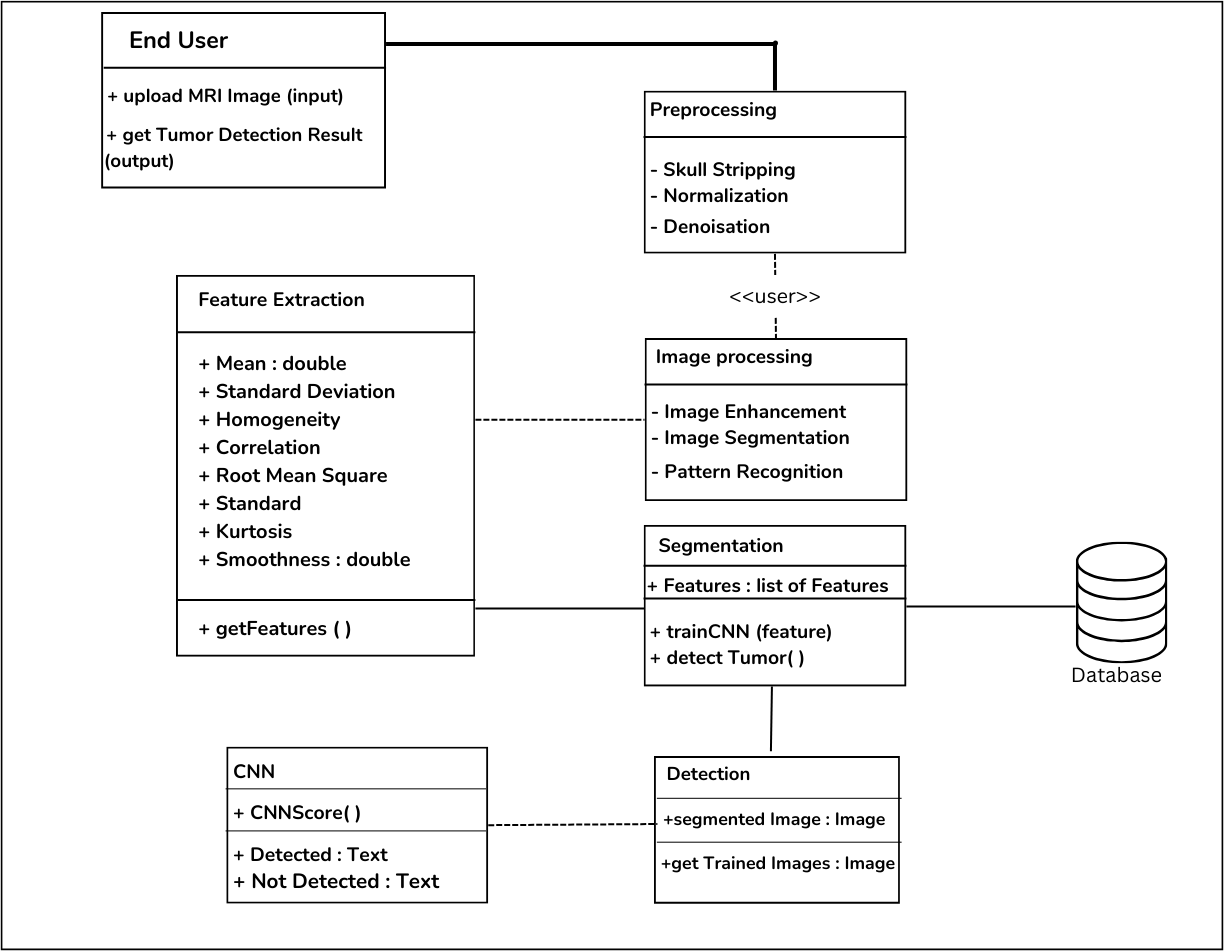 End User
+ upload MRI Image (input)
+ get Tumor Detection Result
(output)
Preprocessing
- Skull Stripping
- Normalization
- Denoisation
<<user>>
Feature Extraction
+ Mean : double
+ Standard Deviation
+ Homogeneity
+ Correlation
+ Root Mean Square
+ Standard
+ Kurtosis
+ Smoothness : double
+ getFeatures ( )
Image processing
- Image Enhancement
- Image Segmentation
- Pattern Recognition
Segmentation
+ Features : list of Features
+ trainCNN (feature)
+ detect Tumor( )
Database
CNN
+ CNNScore( )
+ Detected : Text
+ Not Detected : Text
Detection
+segmented Image : Image
+get Trained Images : Image